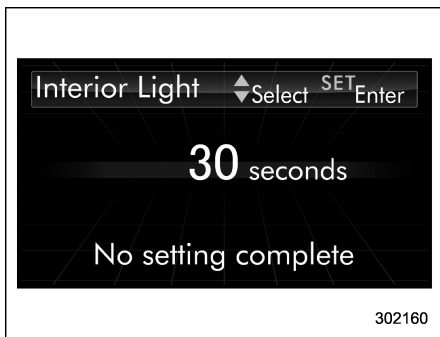 Interior Light Select SET Enter
30 seconds
No setting complete
302160